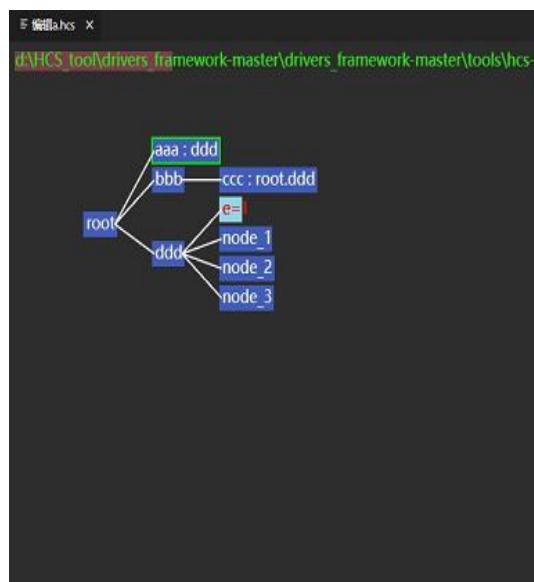 编辑a.hcs ×
d:\HCS_tool\drivers_framework-master\drivers_framework-master\tools\hcs-
aaa : ddd
bbb
ccc : root.ddd
e=
root
node_1
ddd
node_2
node_3